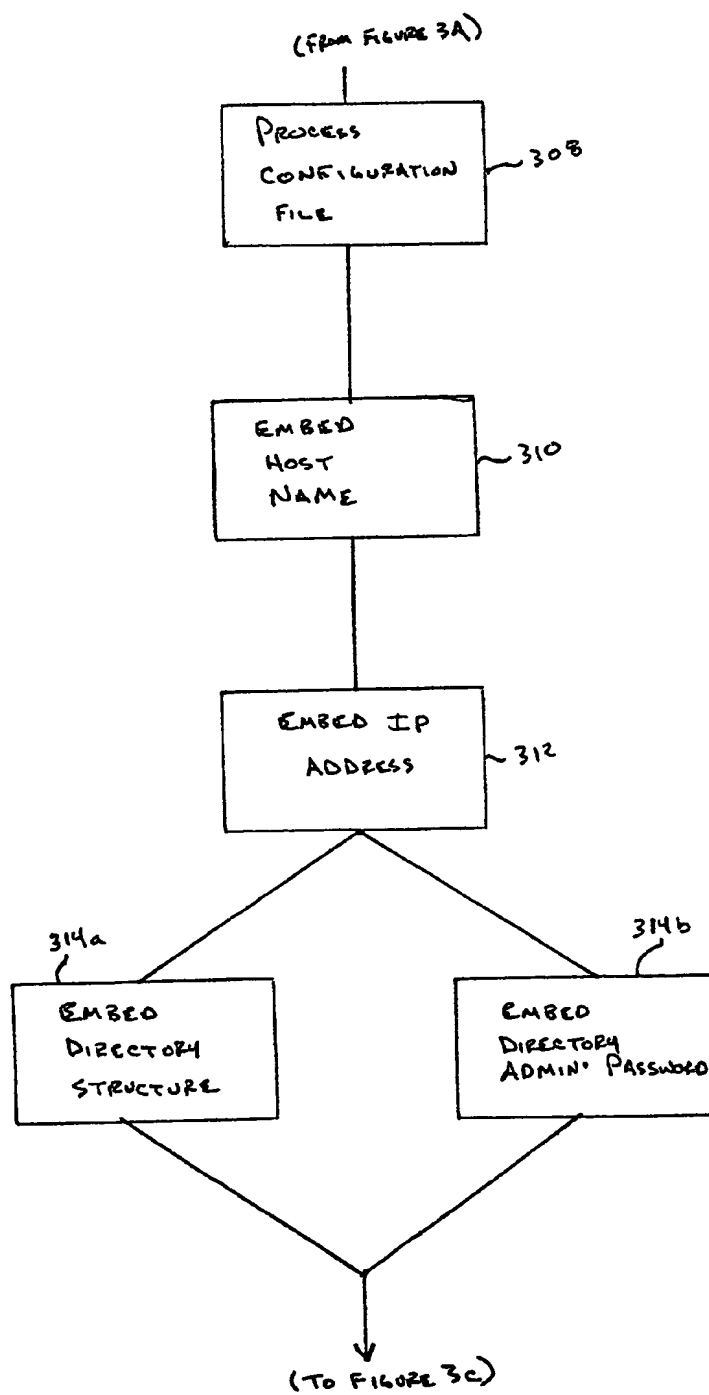 (FROM FIGURE 3A)
PROCESS
CONFIGURATION
FILE
308
EMBED
HOST
NAME
310
EMBED IP
ADDRESS
312
314a
314b
EMBED
DIRECTORY
STRUCTURE
EMBED
DIRECTORY
ADMIN. PASSWORD
(TO FIGURE 3C)